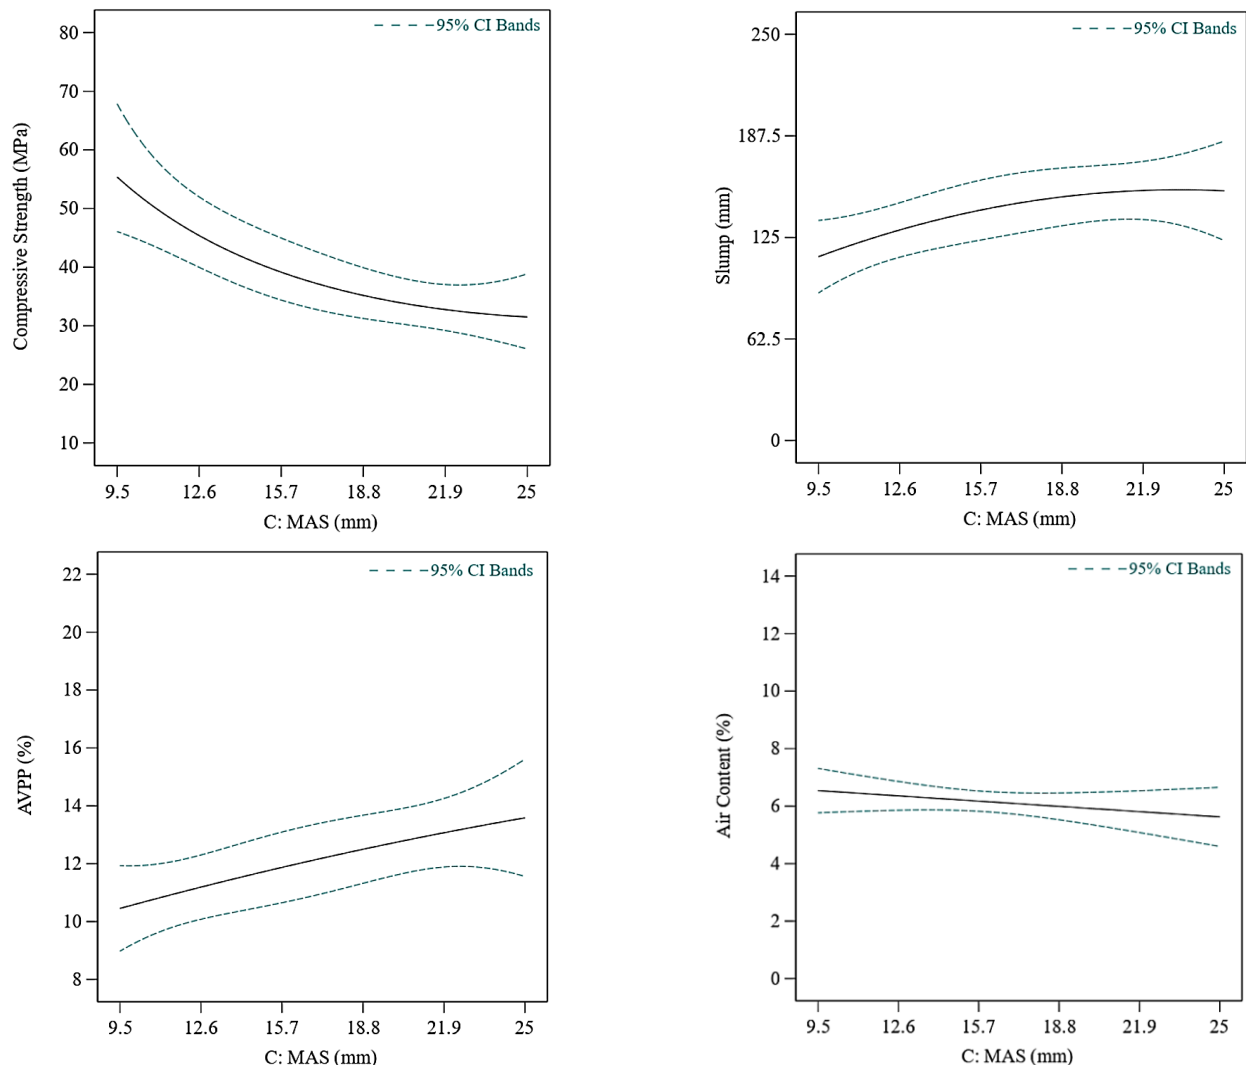 95% CI Bands
Compressive Strength (MPa)
80
70
60
50
40
30
20
10
9.5 12.6 15.7 18.8 21.9 25
C: MAS (mm)
95% CI Bands
Slump (mm)
250
187.5
125
62.5
0
9.5 12.6 15.7 18.8 21.9 25
C: MAS (mm)
95% CI Bands
AVPP (%)
22
20
18
16
14
12
10
8
9.5 12.6 15.7 18.8 21.9 25
C: MAS (mm)
95% CI Bands
Air Content (%)
14
12
10
8
6
4
2
0
9.5 12.6 15.7 18.8 21.9 25
C: MAS (mm)